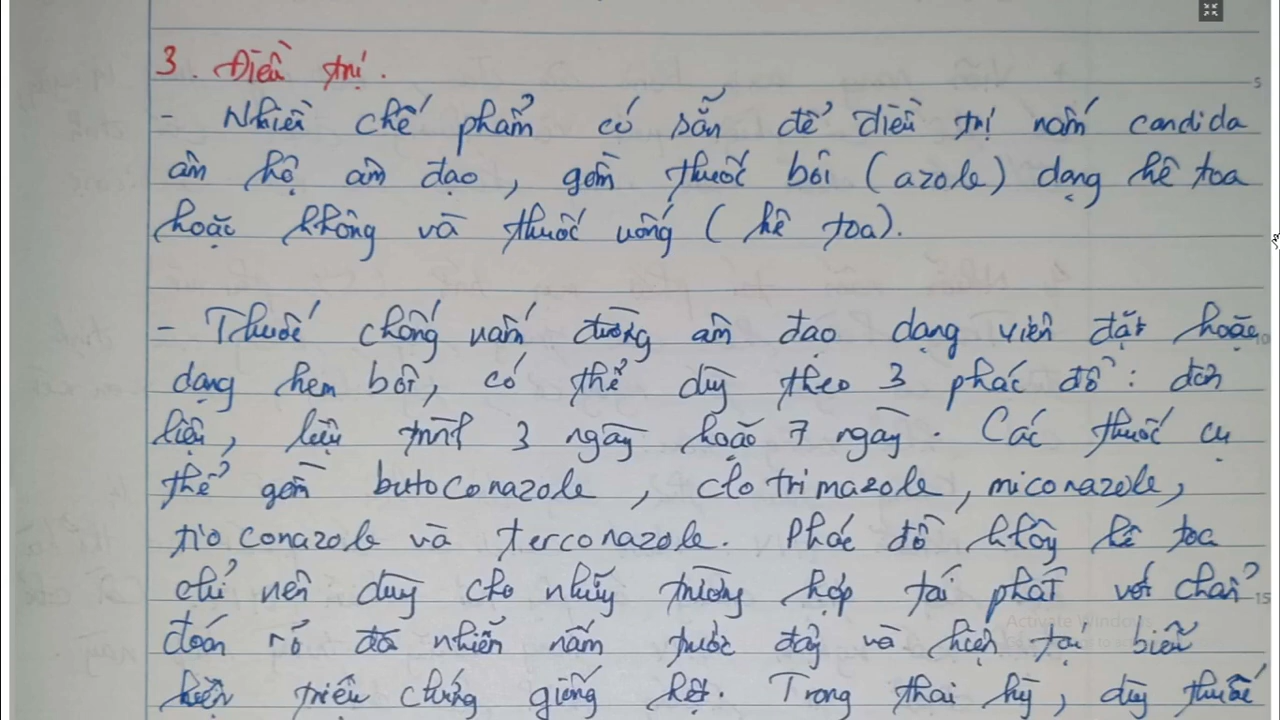 3. Điều trị.
- Nhiều chế phẩm có sẵn để điều trị nấm candida
âm hộ âm đạo, gồm thuốc bôi (azole) dạng kê toa
hoặc không và thuốc uống (kê toa).
- Thuốc chống nấm đường âm đạo dạng viên đặt hoặc
dạng kem bôi, có thể dùng theo 3 phác đồ: đơn
liều, liệu trình 3 ngày hoặc 7 ngày. Các thuốc cụ
thể gồm butoconazole, clotrimazole, miconazole,
tioconazole và terconazole. Phác đồ không kê toa
chỉ nên dùng cho những trường hợp tái phát với chẩn
đoán rõ đã nhiễm nấm trước đây và hiện tại biểu
hiện triệu chứng giống hệt. Trong thai kỳ, dùng thuốc
5
10
15
Activate Windows